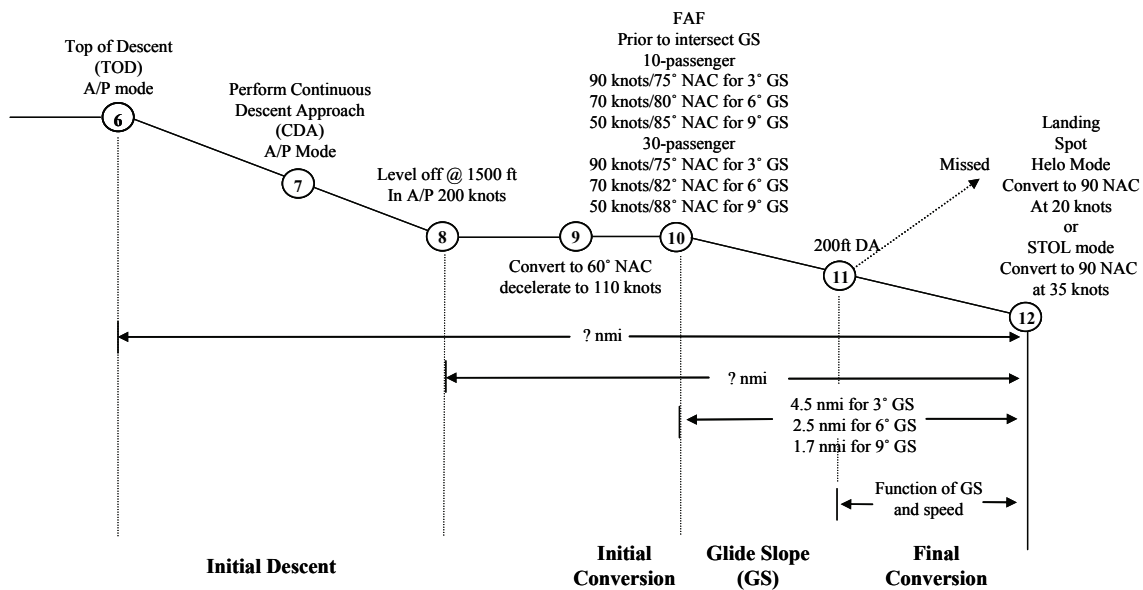 Top of Descent
(TOD)
A/P mode
6
Perform Continuous
Descent Approach
(CDA)
A/P Mode
7
Level off @ 1500 ft
In A/P 200 knots
8
9
Convert to 60˚ NAC
decelerate to 110 knots
FAF
Prior to intersect GS
10-passenger
90 knots/75˚ NAC for 3˚ GS
70 knots/80˚ NAC for 6˚ GS
50 knots/85˚ NAC for 9˚ GS
30-passenger
90 knots/75˚ NAC for 3˚ GS
70 knots/82˚ NAC for 6˚ GS
50 knots/88˚ NAC for 9˚ GS
10
Missed
200ft DA
11
Landing
Spot
Helo Mode
Convert to 90 NAC
At 20 knots
or
STOL mode
Convert to 90 NAC
at 35 knots
12
? nmi
? nmi
4.5 nmi for 3˚ GS
2.5 nmi for 6˚ GS
1.7 nmi for 9˚ GS
Function of GS
and speed
Initial Descent
Initial
Conversion
Glide Slope
(GS)
Final
Conversion